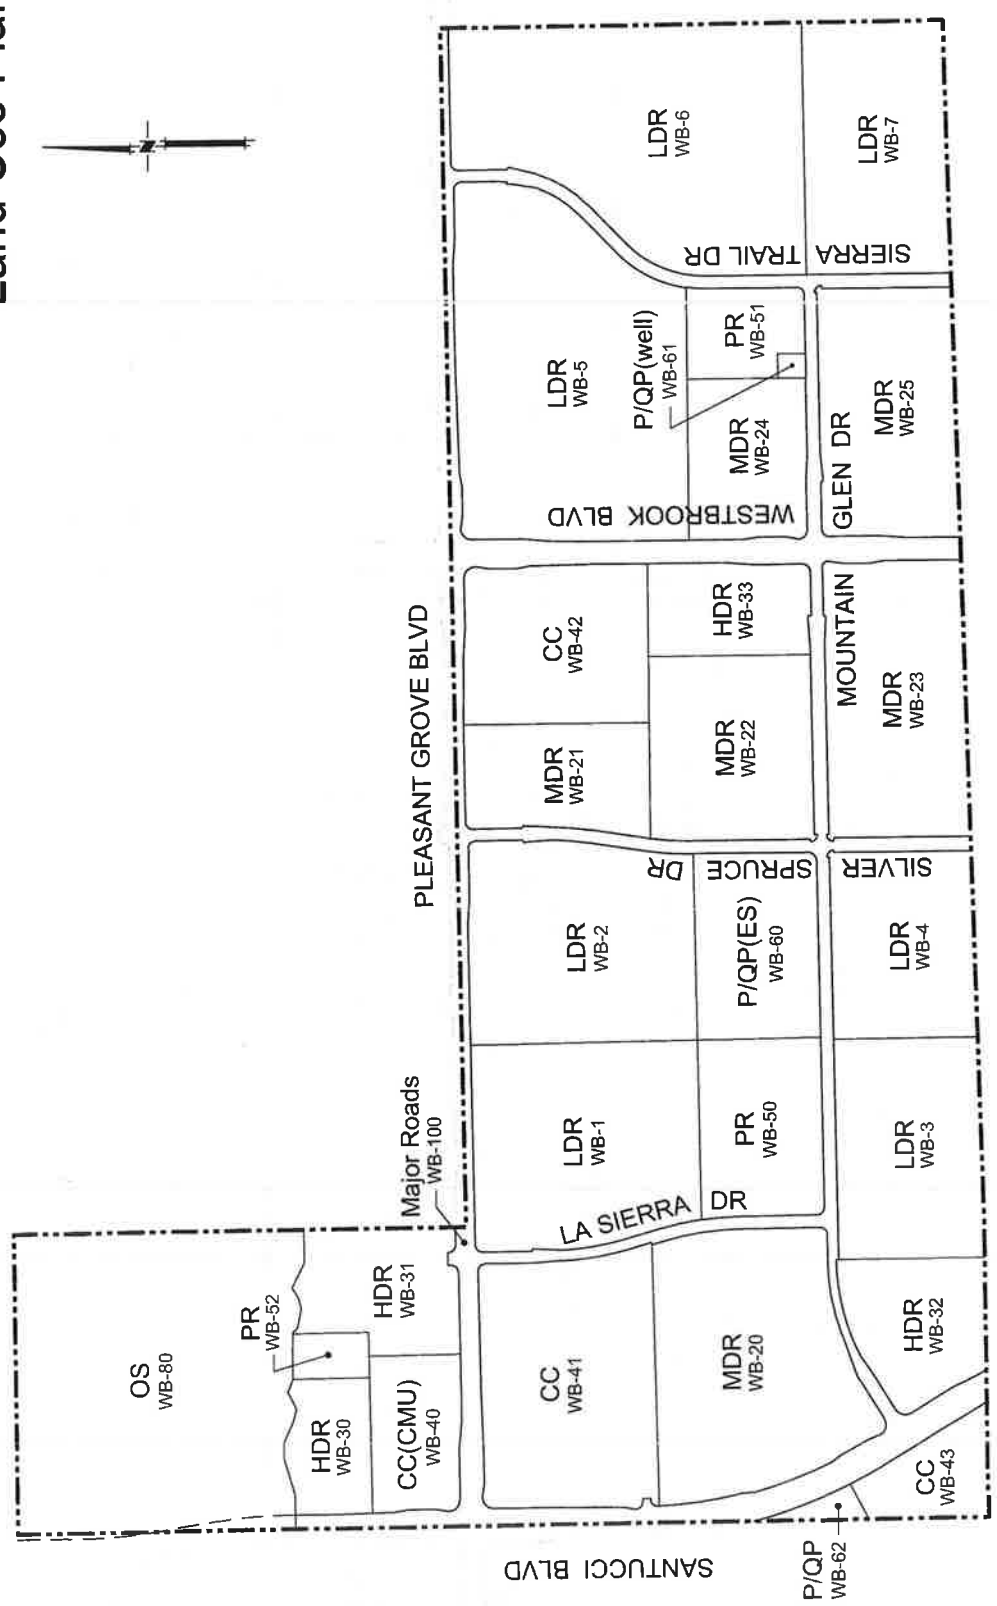 Land Use Plan
N
OS
WB-80
PR
WB-52
HDR
WB-30
HDR
WB-31
CC(CMU)
WB-40
Major Roads
WB-100
PLEASANT GROVE BLVD
SANTUCCI BLVD
CC
WB-41
LDR
WB-1
LDR
WB-2
MDR
WB-21
CC
WB-42
LDR
WB-5
LDR
WB-6
LA SIERRA DR
SILVER SPRUCE DR
WESTBROOK BLVD
SIERRA TRAIL DR
P/QP(well)
WB-61
MDR
WB-20
PR
WB-50
P/QP(ES)
WB-60
MDR
WB-22
HDR
WB-33
MDR
WB-24
PR
WB-51
MOUNTAIN GLEN DR
P/QP
WB-62
CC
WB-43
HDR
WB-32
LDR
WB-3
LDR
WB-4
MDR
WB-23
MDR
WB-25
LDR
WB-7